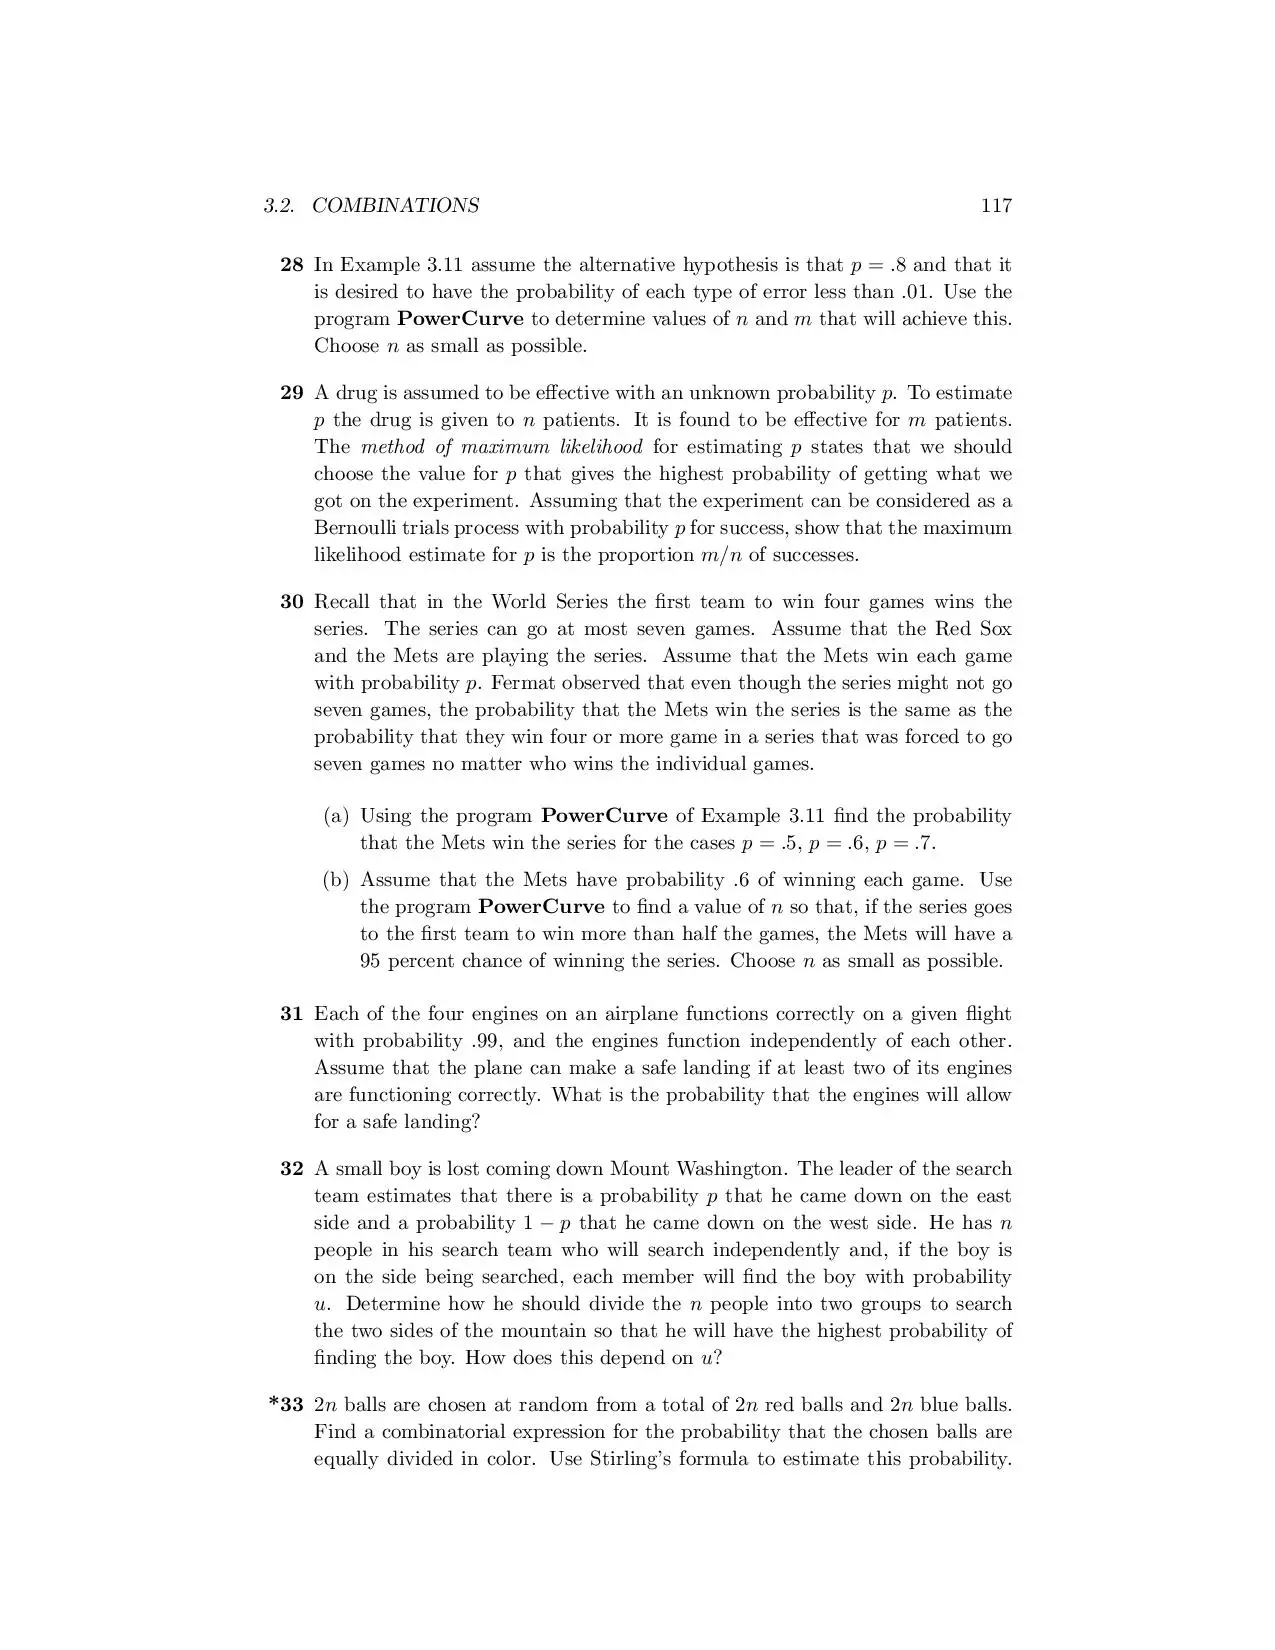 3.2. COMBINATIONS 117
28 In Example 3.11 assume the alternative hypothesis is that p = .8 and that it
is desired to have the probability of each type of error less than .01. Use the
program PowerCurve to determine values of n and m that will achieve this.
Choose n as small as possible.
29 A drug is assumed to be effective with an unknown probability p. To estimate
p the drug is given to n patients. It is found to be effective for m patients.
The method of maximum likelihood for estimating p states that we should
choose the value for p that gives the highest probability of getting what we
got on the experiment. Assuming that the experiment can be considered as a
Bernoulli trials process with probability p for success, show that the maximum
likelihood estimate for p is the proportion m/n of successes.
30 Recall that in the World Series the first team to win four games wins the
series. The series can go at most seven games. Assume that the Red Sox
and the Mets are playing the series. Assume that the Mets win each game
with probability p. Fermat observed that even though the series might not go
seven games, the probability that the Mets win the series is the same as the
probability that they win four or more game in a series that was forced to go
seven games no matter who wins the individual games.
(a) Using the program PowerCurve of Example 3.11 find the probability
that the Mets win the series for the cases p = .5, p = .6, p = .7.
(b) Assume that the Mets have probability .6 of winning each game. Use
the program PowerCurve to find a value of n so that, if the series goes
to the first team to win more than half the games, the Mets will have a
95 percent chance of winning the series. Choose n as small as possible.
31 Each of the four engines on an airplane functions correctly on a given flight
with probability .99, and the engines function independently of each other.
Assume that the plane can make a safe landing if at least two of its engines
are functioning correctly. What is the probability that the engines will allow
for a safe landing?
32 A small boy is lost coming down Mount Washington. The leader of the search
team estimates that there is a probability p that he came down on the east
side and a probability 1 − p that he came down on the west side. He has n
people in his search team who will search independently and, if the boy is
on the side being searched, each member will find the boy with probability
u. Determine how he should divide the n people into two groups to search
the two sides of the mountain so that he will have the highest probability of
finding the boy. How does this depend on u?
*33 2n balls are chosen at random from a total of 2n red balls and 2n blue balls.
Find a combinatorial expression for the probability that the chosen balls are
equally divided in color. Use Stirling's formula to estimate this probability.